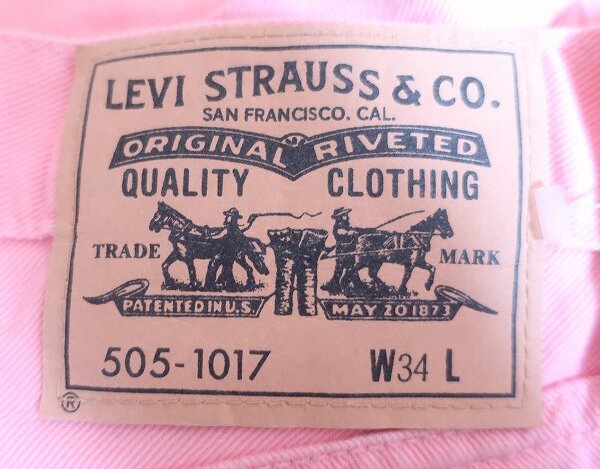 LEVI STRAUSS & CO.
SAN FRANCISCO. CAL.
ORIGINAL RIVETED
QUALITY CLOTHING
TRADE MARK
PATENTED IN U.S. MAY 20 1873
505-1017 W34 L
®